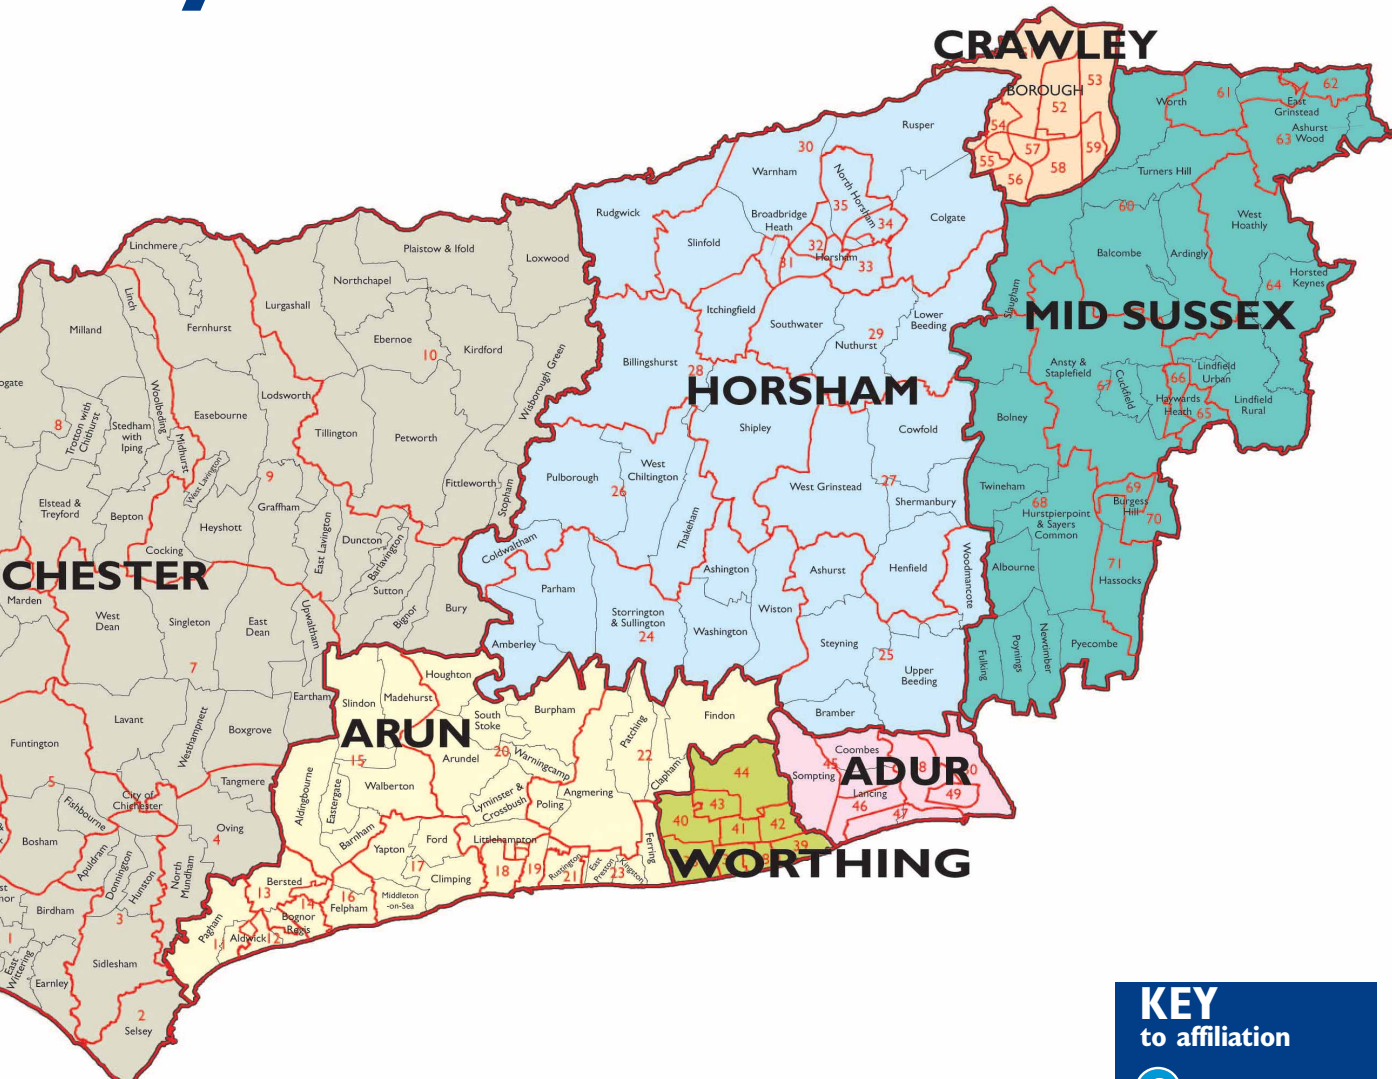 CRAWLEY
BOROUGH
53
52
54
57
59
55
58
56
61
62
Worth
East
Grinstead
Ashurst
Wood
63
Turners Hill
60
West
Hoathly
Balcombe
Ardingly
64
Horsted
Keynes
Slaugham
MID SUSSEX
Ansty &
Staplefield
67
Cuckfield
66
Lindfield
Urban
Haywards
Heath
65
Lindfield
Rural
Bolney
Twineham
68
Hurstpierpoint
& Sayers
Common
69
Burgess
Hill
70
71
Hassocks
Albourne
Fulking
Poynings
Newtimber
Pyecombe
Rusper
30
Warnham
North Horsham
35
Rudgwick
Broadbridge
Heath
34
Colgate
Slinfold
32
Horsham
31
33
Itchingfield
Southwater
29
Nuthurst
Lower
Beeding
Billingshurst
28
HORSHAM
Shipley
Cowfold
Pulborough
West
Chiltington
26
West Grinstead
27
Shermanbury
Thakeham
Coldwaltham
Parham
Ashington
Ashurst
Henfield
Woodmancote
Storrington
& Sullington
24
Wiston
Washington
Amberley
Steyning
25
Upper
Beeding
Bramber
Linchmere
Plaistow & Ifold
Loxwood
Northchapel
Linch
Lurgashall
Milland
Fernhurst
Ebernoe
10
Kirdford
Wisborough Green
ogate
Woolbeding
Lodsworth
8
Trotton with
Chithurst
Stedham
with
Iping
Easebourne
Midhurst
Tillington
Petworth
West Lavington
9
Fittleworth
Stopham
Elsted &
Treyford
Bepton
Graffham
Heyshott
East Lavington
Cocking
Duncton
Barlavington
CHESTER
Marden
Sutton
West
Dean
Singleton
East
Dean
Upwaltham
Bignor
Bury
7
Eartham
Lavant
Westhampnett
Boxgrove
Funtington
5
Tangmere
City of
Chichester
Fishbourne
Oving
4
Bosham
Apuldram
Donnington
Hunston
North
Mundham
Birdham
3
1
East
Wittering
Sidlesham
Earnley
2
Selsey
Houghton
Slindon
Madehurst
South
Stoke
Burpham
Patching
Findon
ARUN
15
20
Arundel
Warningcamp
22
Clapham
Aldingbourne
Eastergate
Walberton
Lyminster &
Crossbush
Angmering
Poling
Barnham
Ford
Littlehampton
Yapton
17
Climping
18
19
Rustington
21
East
Preston
Kingston
23
Ferring
Bersted
13
16
14
Felpham
Middleton
-on-Sea
Bognor
Regis
Pagham
11
Aldwick
12
44
43
40
41
42
39
WORTHING
Coombes
45
Sompting
ADUR
Lancing
46
49
47
KEY
to affiliation